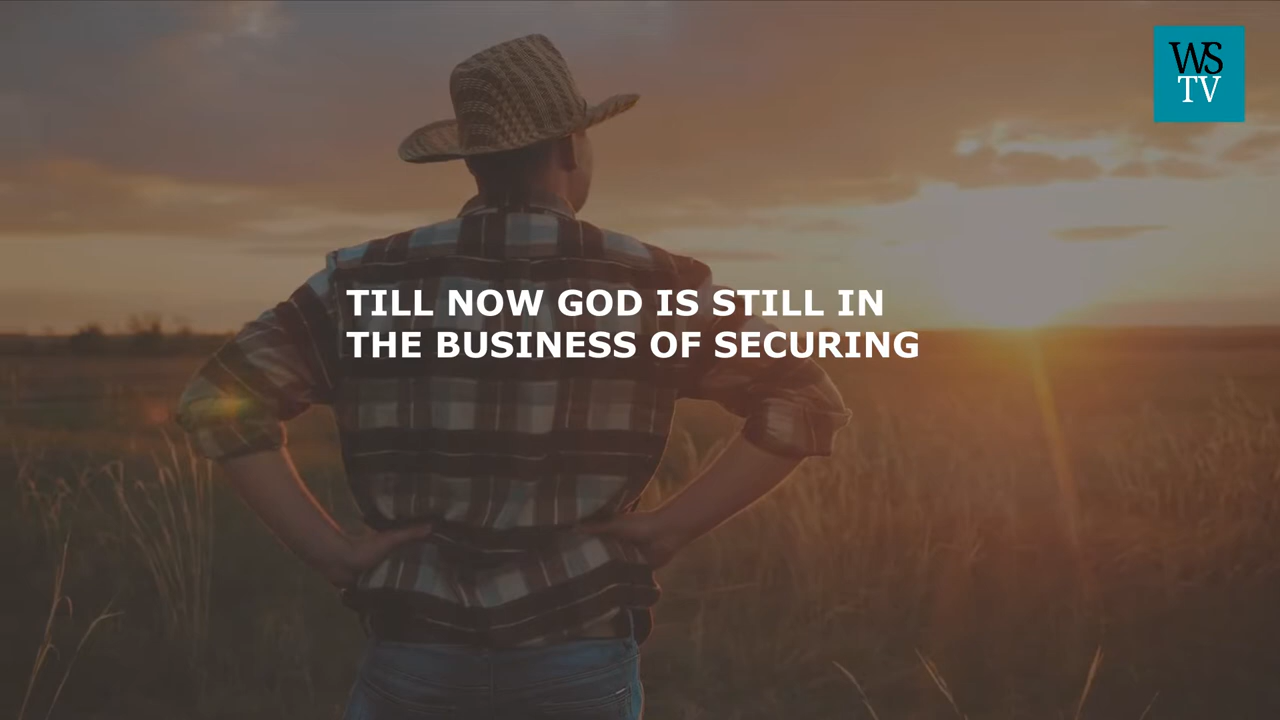 WS
TV
TILL NOW GOD IS STILL IN
THE BUSINESS OF SECURING